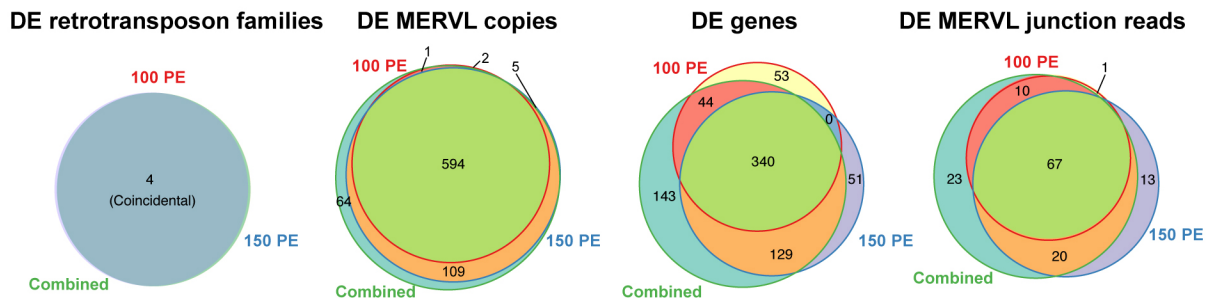 DE retrotransposon families
100 PE
4
(Coincidental)
150 PE
Combined
DE MERVL copies
100 PE
1
2
5
594
64
109
150 PE
Combined
DE genes
100 PE
53
44
0
340
143
51
129
150 PE
Combined
DE MERVL junction reads
100 PE
1
10
67
23
13
20
150 PE
Combined